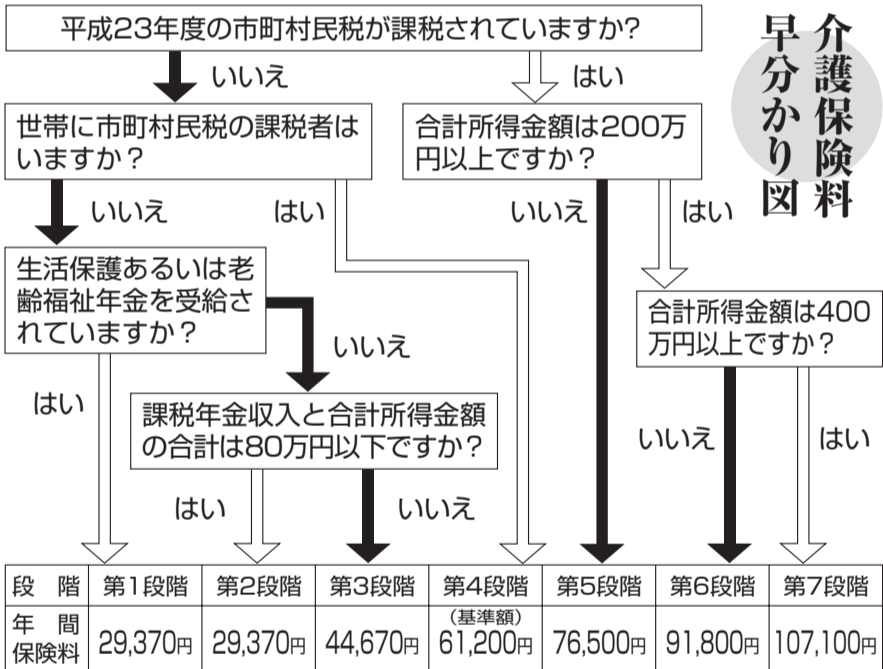 介護保険料
早分かり図
平成23年度の市町村民税が課税されていますか?
いいえ
はい
世帯に市町村民税の課税者は
いますか？
合計所得金額は200万
円以上ですか？
いいえ
はい
いいえ
はい
生活保護あるいは老
齢福祉年金を受給さ
れていますか？
合計所得金額は400
万円以上ですか？
いいえ
はい
課税年金収入と合計所得金額
の合計は80万円以下ですか？
いいえ
はい
はい
いいえ
段階 第1段階 第2段階 第3段階 第4段階 第5段階 第6段階 第7段階
(基準額)
年間
保険料 29,370円 29,370円 44,670円 61,200円 76,500円 91,800円 107,100円